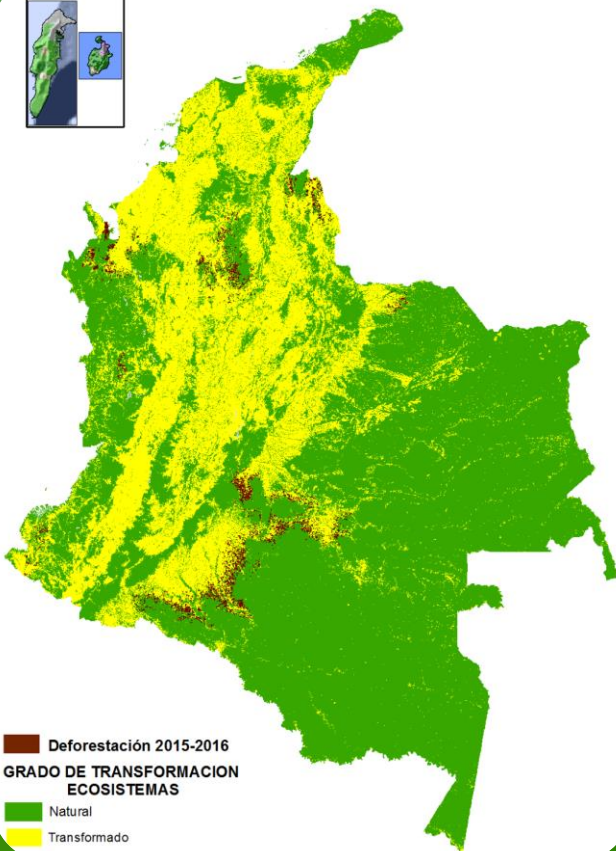 Deforestación 2015-2016
GRADO DE TRANSFORMACION
ECOSISTEMAS
Natural
Transformado